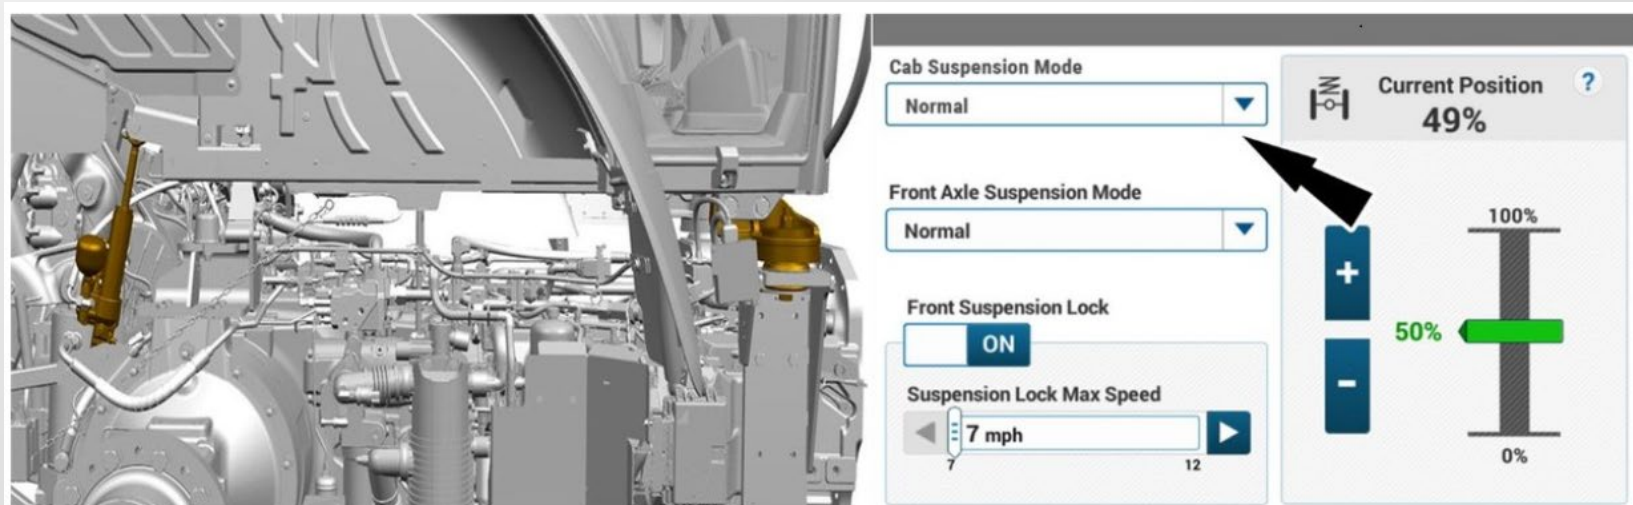 Cab Suspension Mode
Normal
Front Axle Suspension Mode
Normal
Front Suspension Lock
ON
Suspension Lock Max Speed
7 mph
7
12
Current Position
?
49%
100%
+
50%
-
0%